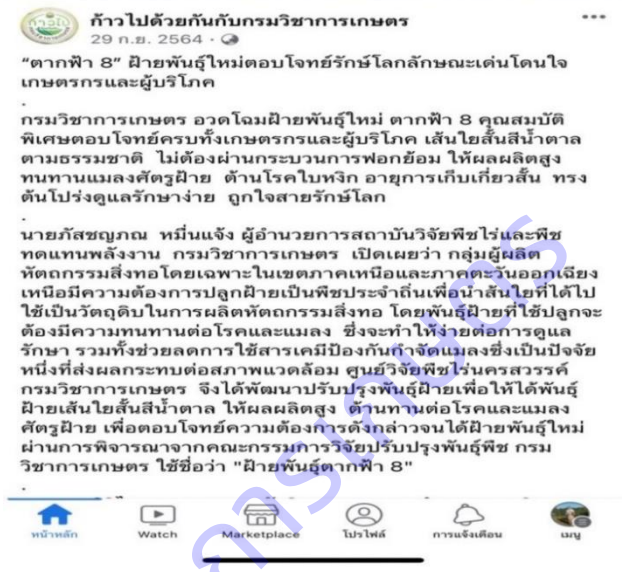 ก้าวไปด้วยกันกับกรมวิชาการเกษตร
29 ก.ย. 2564 ·
“ตากฟ้า 8” ฝ้ายพันธุ์ใหม่ตอบโจทย์รักษ์โลกลักษณะเด่นโดนใจ
เกษตรกรและผู้บริโภค
.
กรมวิชาการเกษตร อวดโฉมฝ้ายพันธุ์ใหม่ ตากฟ้า 8 คุณสมบัติ
พิเศษตอบโจทย์ครบทั้งเกษตรกรและผู้บริโภค เส้นใยสั้นสีน้ำตาล
ตามธรรมชาติ ไม่ต้องผ่านกระบวนการฟอกย้อม ให้ผลผลิตสูง
ทนทานแมลงศัตรูฝ้าย ต้านโรคใบหงิก อายุการเก็บเกี่ยวสั้น ทรง
ต้นโปร่งดูแลรักษาง่าย ถูกใจสายรักษ์โลก
.
นายภัสชญภณ หมื่นแจ้ง ผู้อำนวยการสถาบันวิจัยพืชไร่และพืช
ทดแทนพลังงาน กรมวิชาการเกษตร เปิดเผยว่า กลุ่มผู้ผลิต
หัตถกรรมสิ่งทอโดยเฉพาะในเขตภาคเหนือและภาคตะวันออกเฉียง
เหนือมีความต้องการปลูกฝ้ายเป็นพืชประจำถิ่นเพื่อนำเส้นใยที่ได้ไป
ใช้เป็นวัตถุดิบในการผลิตหัตถกรรมสิ่งทอ โดยพันธุ์ฝ้ายที่ใช้ปลูกจะ
ต้องมีความทนทานต่อโรคและแมลง ซึ่งจะทำให้ง่ายต่อการดูแล
รักษา รวมทั้งช่วยลดการใช้สารเคมีป้องกันกำจัดแมลงซึ่งเป็นปัจจัย
หนึ่งที่ส่งผลกระทบต่อสภาพแวดล้อม ศูนย์วิจัยพืชไร่นครสวรรค์
กรมวิชาการเกษตร จึงได้พัฒนาปรับปรุงพันธุ์ฝ้ายเพื่อให้ได้พันธุ์
ฝ้ายเส้นใยสั้นสีน้ำตาล ให้ผลผลิตสูง ต้านทานต่อโรคและแมลง
ศัตรูฝ้าย เพื่อตอบโจทย์ความต้องการดังกล่าวจนได้ฝ้ายพันธุ์ใหม่
ผ่านการพิจารณาจากคณะกรรมการวิจัยปรับปรุงพันธุ์พืช กรม
วิชาการเกษตร ใช้ชื่อว่า "ฝ้ายพันธุ์ตากฟ้า 8"
.
หน้าหลัก Watch Marketplace โปรไฟล์ การแจ้งเตือน เมนู